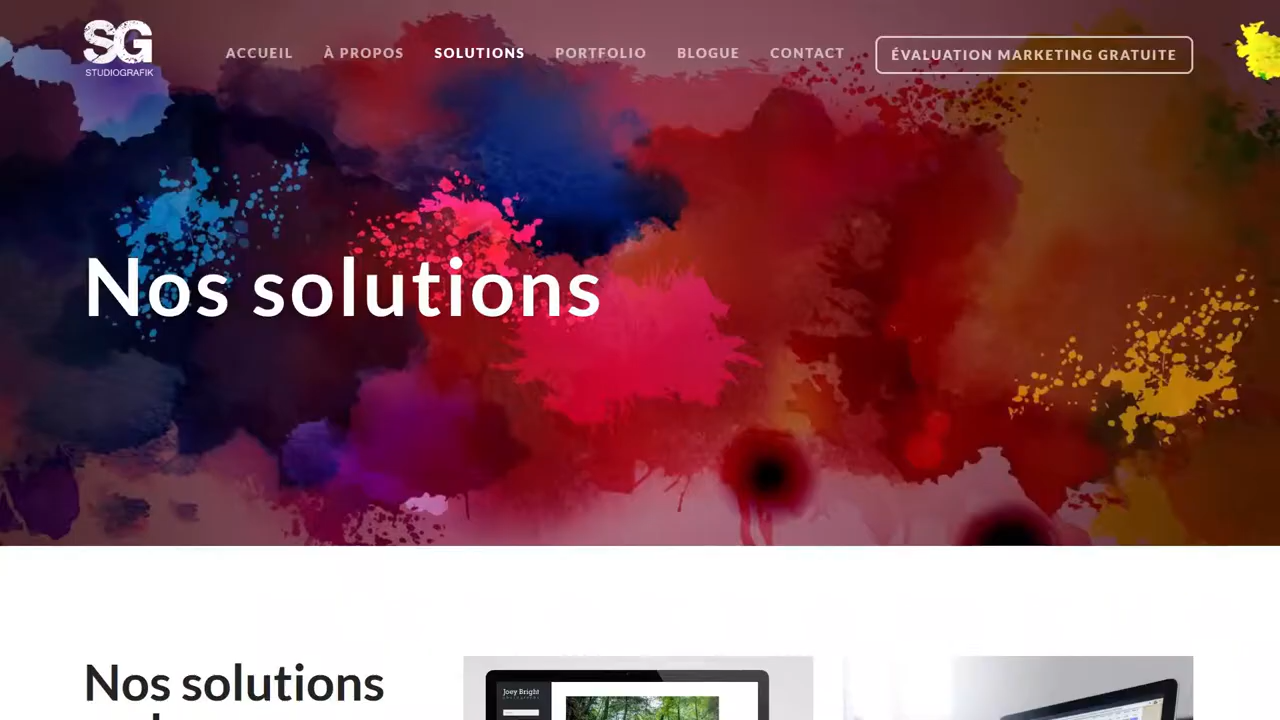 SG
STUDIOGRAFIK
ACCUEIL
À PROPOS
SOLUTIONS
PORTFOLIO
BLOGUE
CONTACT
ÉVALUATION MARKETING GRATUITE
Nos solutions
Nos solutions
Joey Bright